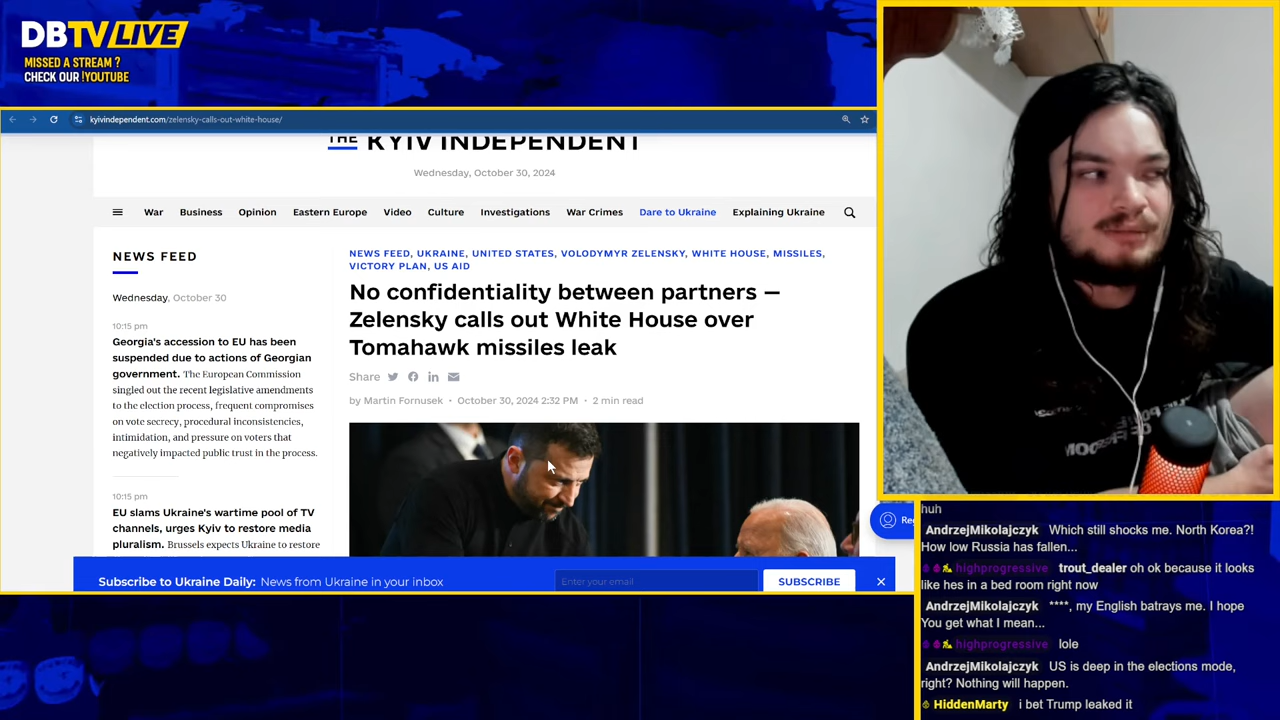 DBTV LIVE
MISSED A STREAM ?
CHECK OUR !YOUTUBE
kyivindependent.com/zelensky-calls-out-white-house/
THE KYIV INDEPENDENT
Wednesday, October 30, 2024
War Business Opinion Eastern Europe Video Culture Investigations War Crimes Dare to Ukraine Explaining Ukraine
NEWS FEED
Wednesday, October 30
10:15 pm
Georgia's accession to EU has been
suspended due to actions of Georgian
government. The European Commission
singled out the recent legislative amendments
to the election process, frequent compromises
on vote secrecy, procedural inconsistencies,
intimidation, and pressure on voters that
negatively impacted public trust in the process.
10:15 pm
EU slams Ukraine's wartime pool of TV
channels, urges Kyiv to restore media
pluralism. Brussels expects Ukraine to restore
NEWS FEED, UKRAINE, UNITED STATES, VOLODYMYR ZELENSKY, WHITE HOUSE, MISSILES,
VICTORY PLAN, US AID
No confidentiality between partners —
Zelensky calls out White House over
Tomahawk missiles leak
Share
by Martin Fornusek • October 30, 2024 2:32 PM • 2 min read
Subscribe to Ukraine Daily: News from Ukraine in your inbox
Enter your email
SUBSCRIBE
huh
AndrzejMikolajczyk Which still shocks me. North Korea?!
How low Russia has fallen...
highprogressive trout_dealer oh ok because it looks
like hes in a bed room right now
AndrzejMikolajczyk ****, my English batrays me. I hope
You get what I mean...
highprogressive lole
AndrzejMikolajczyk US is deep in the elections mode,
right? Nothing will happen.
HiddenMarty i bet Trump leaked it